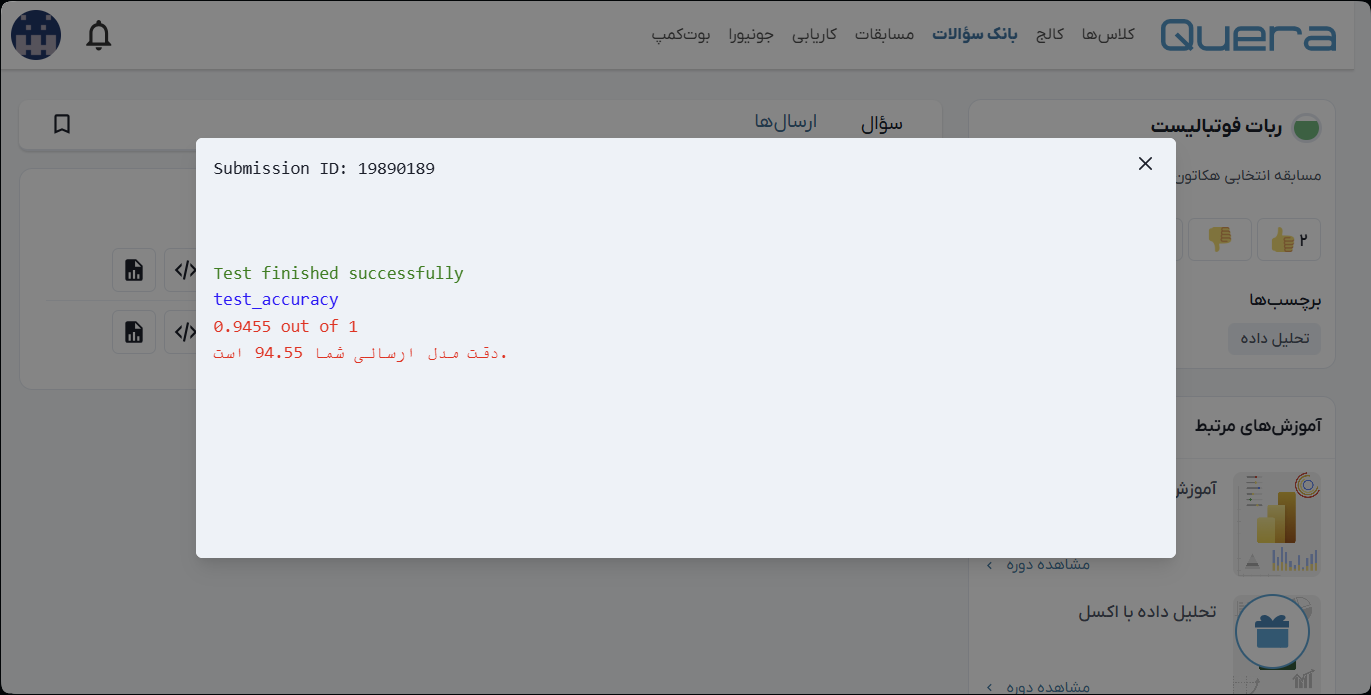 Quera
کلاس‌ها
کالج
بانک سؤالات
مسابقات
کاریابی
جونیورا
بوت‌کمپ
سؤال
ارسال‌ها
ربات فوتبالیست
مسابقه انتخابی هکاتون
۲
برچسب‌ها
تحلیل داده
Submission ID: 19890189
Test finished successfully
test_accuracy
0.9455 out of 1
دقت مدل ارسالی شما 94.55 است.
آموزش‌های مرتبط
مشاهده دوره
تحلیل داده با اکسل
مشاهده دوره